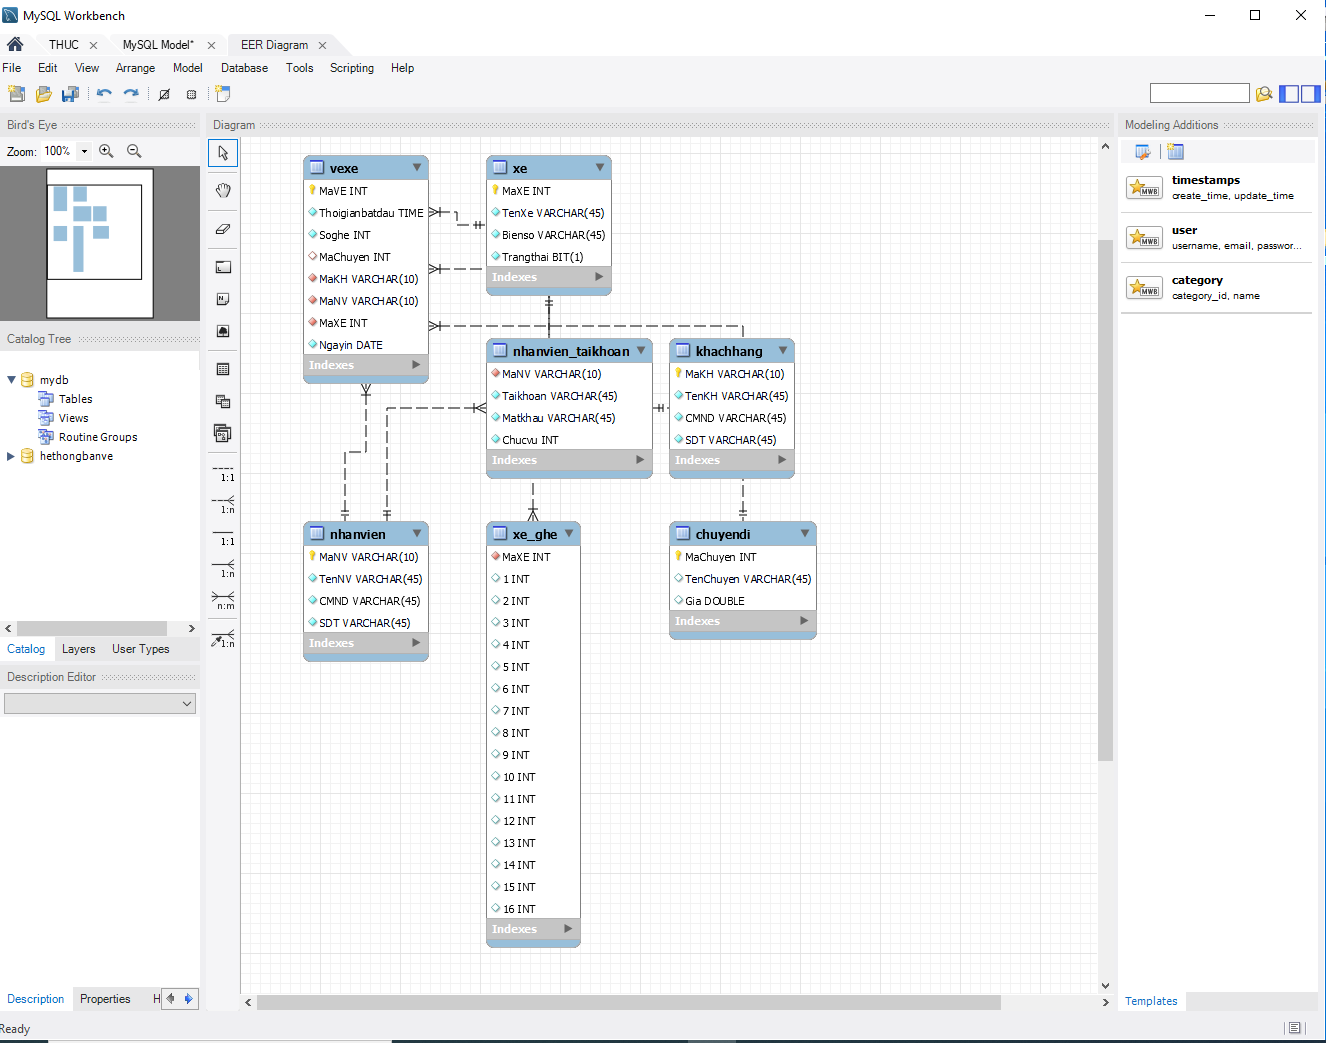 MySQL Workbench
THUC
MySQL Model*
EER Diagram
File Edit View Arrange Model Database Tools Scripting Help
Bird's Eye
Zoom: 100%
Catalog Tree
mydb
Tables
Views
Routine Groups
hethongbanve
Catalog Layers User Types
Description Editor
Description Properties H
Ready
Diagram
1:1
1:n
1:1
1:n
n:m
1:n
vexe
MaVE INT
Thoigianbatdau TIME
Soghe INT
MaChuyen INT
MaKH VARCHAR(10)
MaNV VARCHAR(10)
MaXE INT
Ngayin DATE
Indexes
xe
MaXE INT
TenXe VARCHAR(45)
Bienso VARCHAR(45)
Trangthai BIT(1)
Indexes
nhanvien_taikhoan
MaNV VARCHAR(10)
Taikhoan VARCHAR(45)
Matkhau VARCHAR(45)
Chucvu INT
Indexes
khachhang
MaKH VARCHAR(10)
TenKH VARCHAR(45)
CMND VARCHAR(45)
SDT VARCHAR(45)
Indexes
nhanvien
MaNV VARCHAR(10)
TenNV VARCHAR(45)
CMND VARCHAR(45)
SDT VARCHAR(45)
Indexes
xe_ghe
MaXE INT
1 INT
2 INT
3 INT
4 INT
5 INT
6 INT
7 INT
8 INT
9 INT
10 INT
11 INT
12 INT
13 INT
14 INT
15 INT
16 INT
Indexes
chuyendi
MaChuyen INT
TenChuyen VARCHAR(45)
Gia DOUBLE
Indexes
Modeling Additions
MWB
timestamps
create_time, update_time
MWB
user
username, email, passwor...
MWB
category
category_id, name
Templates